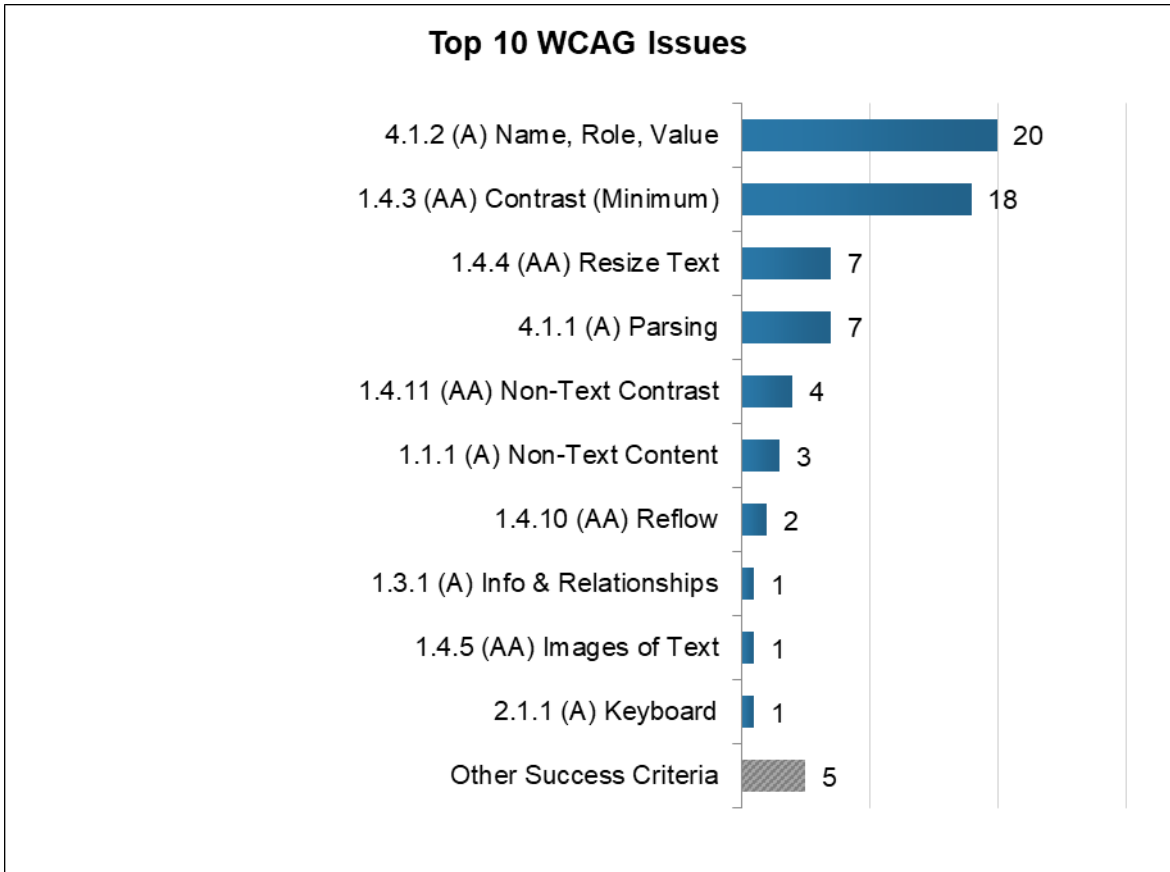 Top 10 WCAG Issues
4.1.2 (A) Name, Role, Value 20
1.4.3 (AA) Contrast (Minimum) 18
1.4.4 (AA) Resize Text 7
4.1.1 (A) Parsing 7
1.4.11 (AA) Non-Text Contrast 4
1.1.1 (A) Non-Text Content 3
1.4.10 (AA) Reflow 2
1.3.1 (A) Info & Relationships 1
1.4.5 (AA) Images of Text 1
2.1.1 (A) Keyboard 1
Other Success Criteria 5